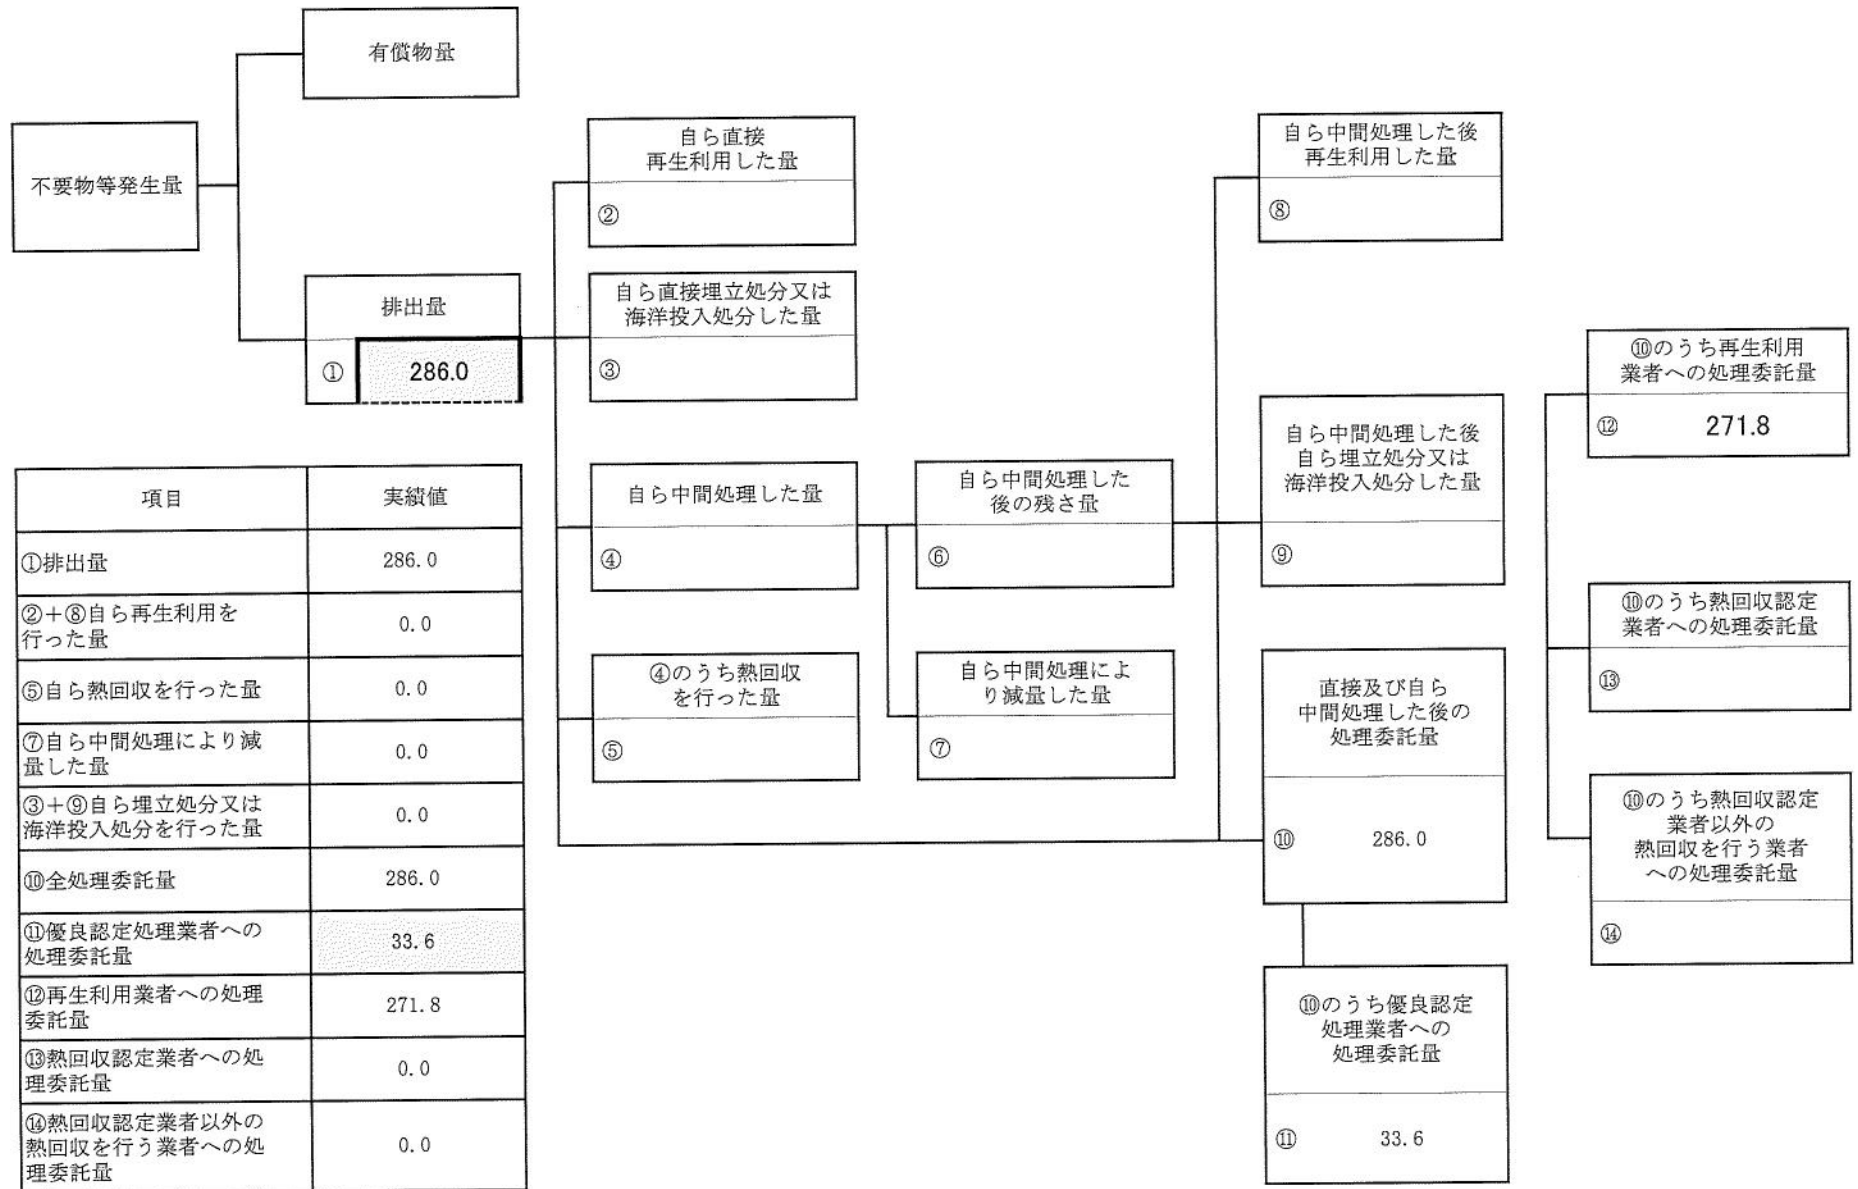 有償物量
不要物等発生量
排出量
① 286.0
自ら直接
再生利用した量
②
自ら直接埋立処分又は
海洋投入処分した量
③
自ら中間処理した量
④
④のうち熱回収
を行った量
⑤
自ら中間処理した
後の残さ量
⑥
自ら中間処理によ
り減量した量
⑦
自ら中間処理した後
再生利用した量
⑧
自ら中間処理した後
自ら埋立処分又は
海洋投入処分した量
⑨
直接及び自ら
中間処理した後の
処理委託量
⑩ 286.0
⑩のうち優良認定
処理業者への
処理委託量
⑪ 33.6
⑩のうち再生利用
業者への処理委託量
⑫ 271.8
⑩のうち熱回収認定
業者への処理委託量
⑬
⑩のうち熱回収認定
業者以外の
熱回収を行う業者
への処理委託量
⑭
項目 実績値
①排出量 286.0
②+⑧自ら再生利用を
行った量 0.0
⑤自ら熱回収を行った量 0.0
⑦自ら中間処理により減
量した量 0.0
③+⑨自ら埋立処分又は
海洋投入処分を行った量 0.0
⑩全処理委託量 286.0
⑪優良認定処理業者への
処理委託量 33.6
⑫再生利用業者への処理
委託量 271.8
⑬熱回収認定業者への処
理委託量 0.0
⑭熱回収認定業者以外の
熱回収を行う業者への処
理委託量 0.0